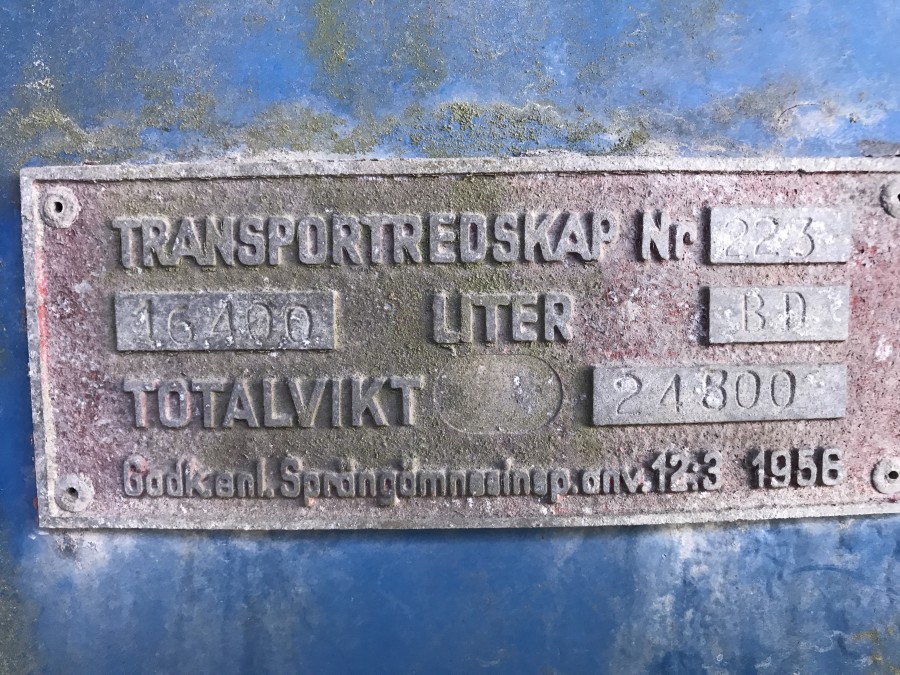 TRANSPORTREDSKAP Nr 223
16400 LITER BD
TOTALVIKT 24800
Godk.enl. Sprängämnesinsp.anv. 12:3 1956